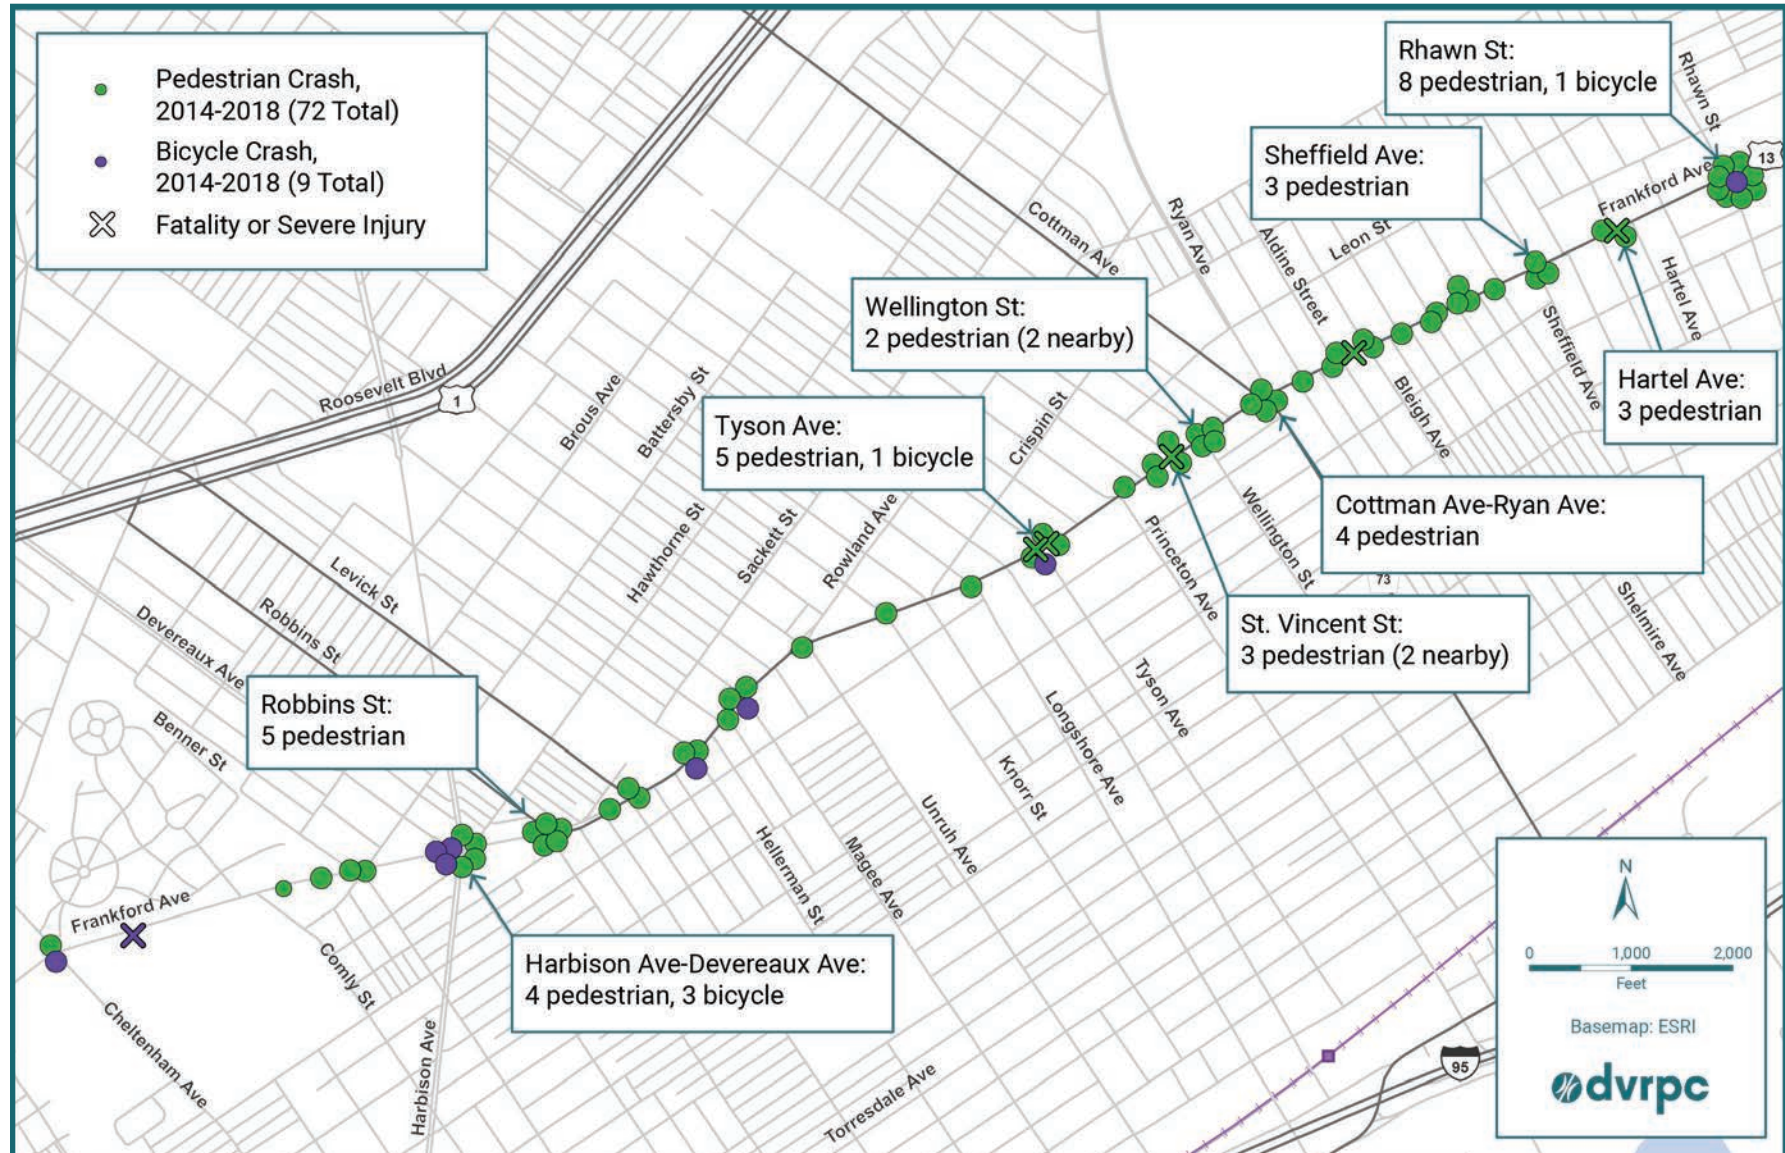 Pedestrian Crash,
2014-2018 (72 Total)
Bicycle Crash,
2014-2018 (9 Total)
Fatality or Severe Injury
Rhawn St:
8 pedestrian, 1 bicycle
Rhawn St
13
Sheffield Ave:
3 pedestrian
Frankford Ave
Ryan Ave
Cottman Ave
Leon St
Aldine Street
Hartel Ave
Wellington St:
2 pedestrian (2 nearby)
Sheffield Ave
Hartel Ave:
3 pedestrian
Roosevelt Blvd
1
Brous Ave
Battersby St
Bleigh Ave
Tyson Ave:
5 pedestrian, 1 bicycle
Crispin St
Cottman Ave-Ryan Ave:
4 pedestrian
Wellington St
73
Princeton Ave
Hawthorne St
Sackett St
Rowland Ave
Levick St
Robbins St
Devereaux Ave
Shelmire Ave
St. Vincent St:
3 pedestrian (2 nearby)
Robbins St:
5 pedestrian
Benner St
Tyson Ave
Longshore Ave
Knorr St
Unruh Ave
Magee Ave
Hellerman St
Frankford Ave
Comly St
Harbison Ave-Devereaux Ave:
4 pedestrian, 3 bicycle
Cheltenham Ave
Harbison Ave
Torresdale Ave
95
N
0 1,000 2,000
Feet
Basemap: ESRI
dvrpc